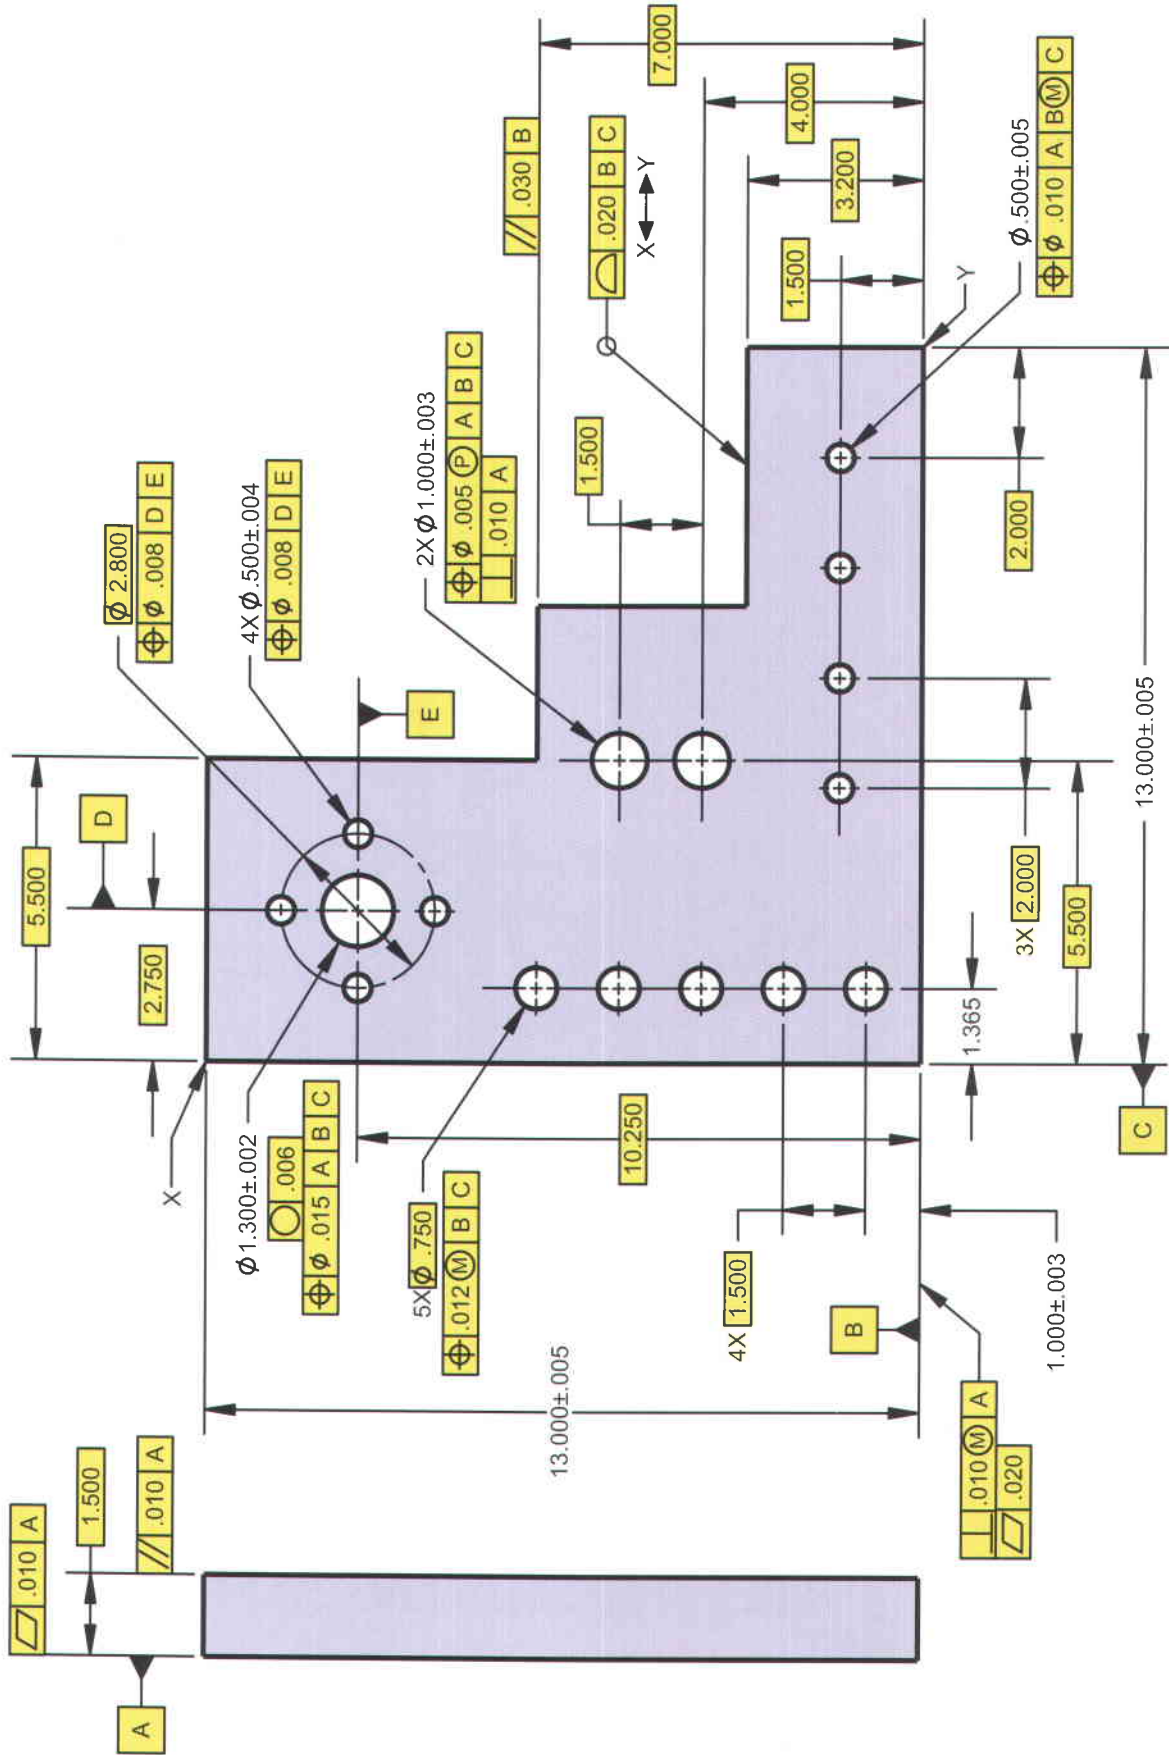 ⏥ .010 A
5.500
1.500
D
Ø 2.800
⌖ Ø .008 D E
A
2.750
// .010 A
X
Ø1.300±.002
○ .006
⌖ Ø .015 A B C
4X Ø.500±.004
⌖ Ø .008 D E
5X Ø .750
⌖ .012 Ⓜ B C
E
2X Ø1.000±.003
⌖ Ø .005 Ⓟ A B C
⊥ .010 A
// .030 B
13.000±.005
1.500
⌓ .020 B C
X Y
10.250
7.000
4X 1.500
1.500
4.000
3.200
B
Y
1.365
⊥ .010 Ⓜ A
⏥ .020
2.000
Ø.500±.005
⌖ Ø .010 A B Ⓜ C
3X 2.000
1.000±.003
5.500
C
13.000±.005